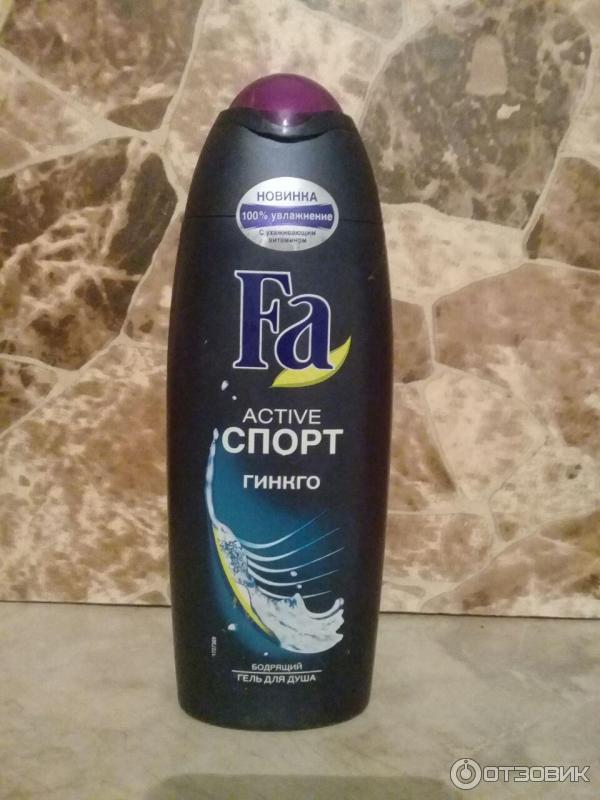 НОВИНКА
100% увлажнение
С ухаживающим
витамином
Fa
ACTIVE
СПОРТ
ГИНКГО
БОДРЯЩИЙ
ГЕЛЬ ДЛЯ ДУША
ОТЗОВИК